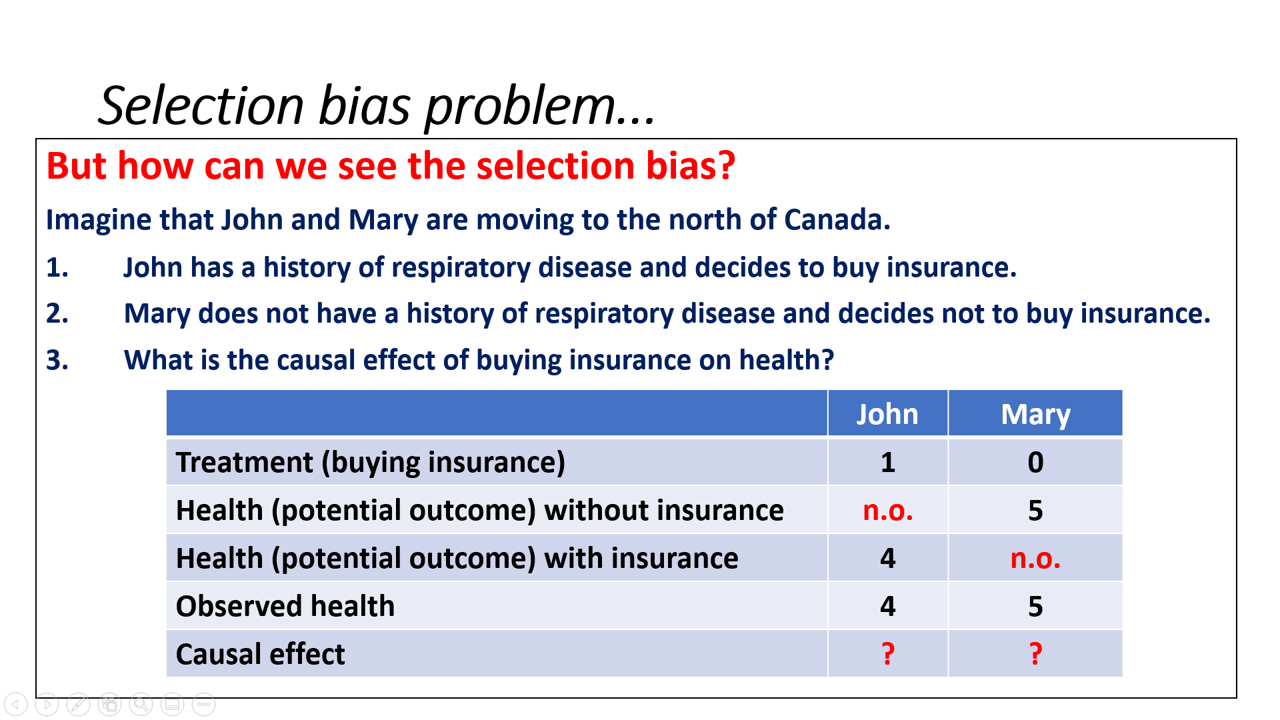 Selection bias problem...
But how can we see the selection bias?
Imagine that John and Mary are moving to the north of Canada.
1. John has a history of respiratory disease and decides to buy insurance.
2. Mary does not have a history of respiratory disease and decides not to buy insurance.
3. What is the causal effect of buying insurance on health?
John Mary
Treatment (buying insurance) 1 0
Health (potential outcome) without insurance n.o. 5
Health (potential outcome) with insurance 4 n.o.
Observed health 4 5
Causal effect ? ?